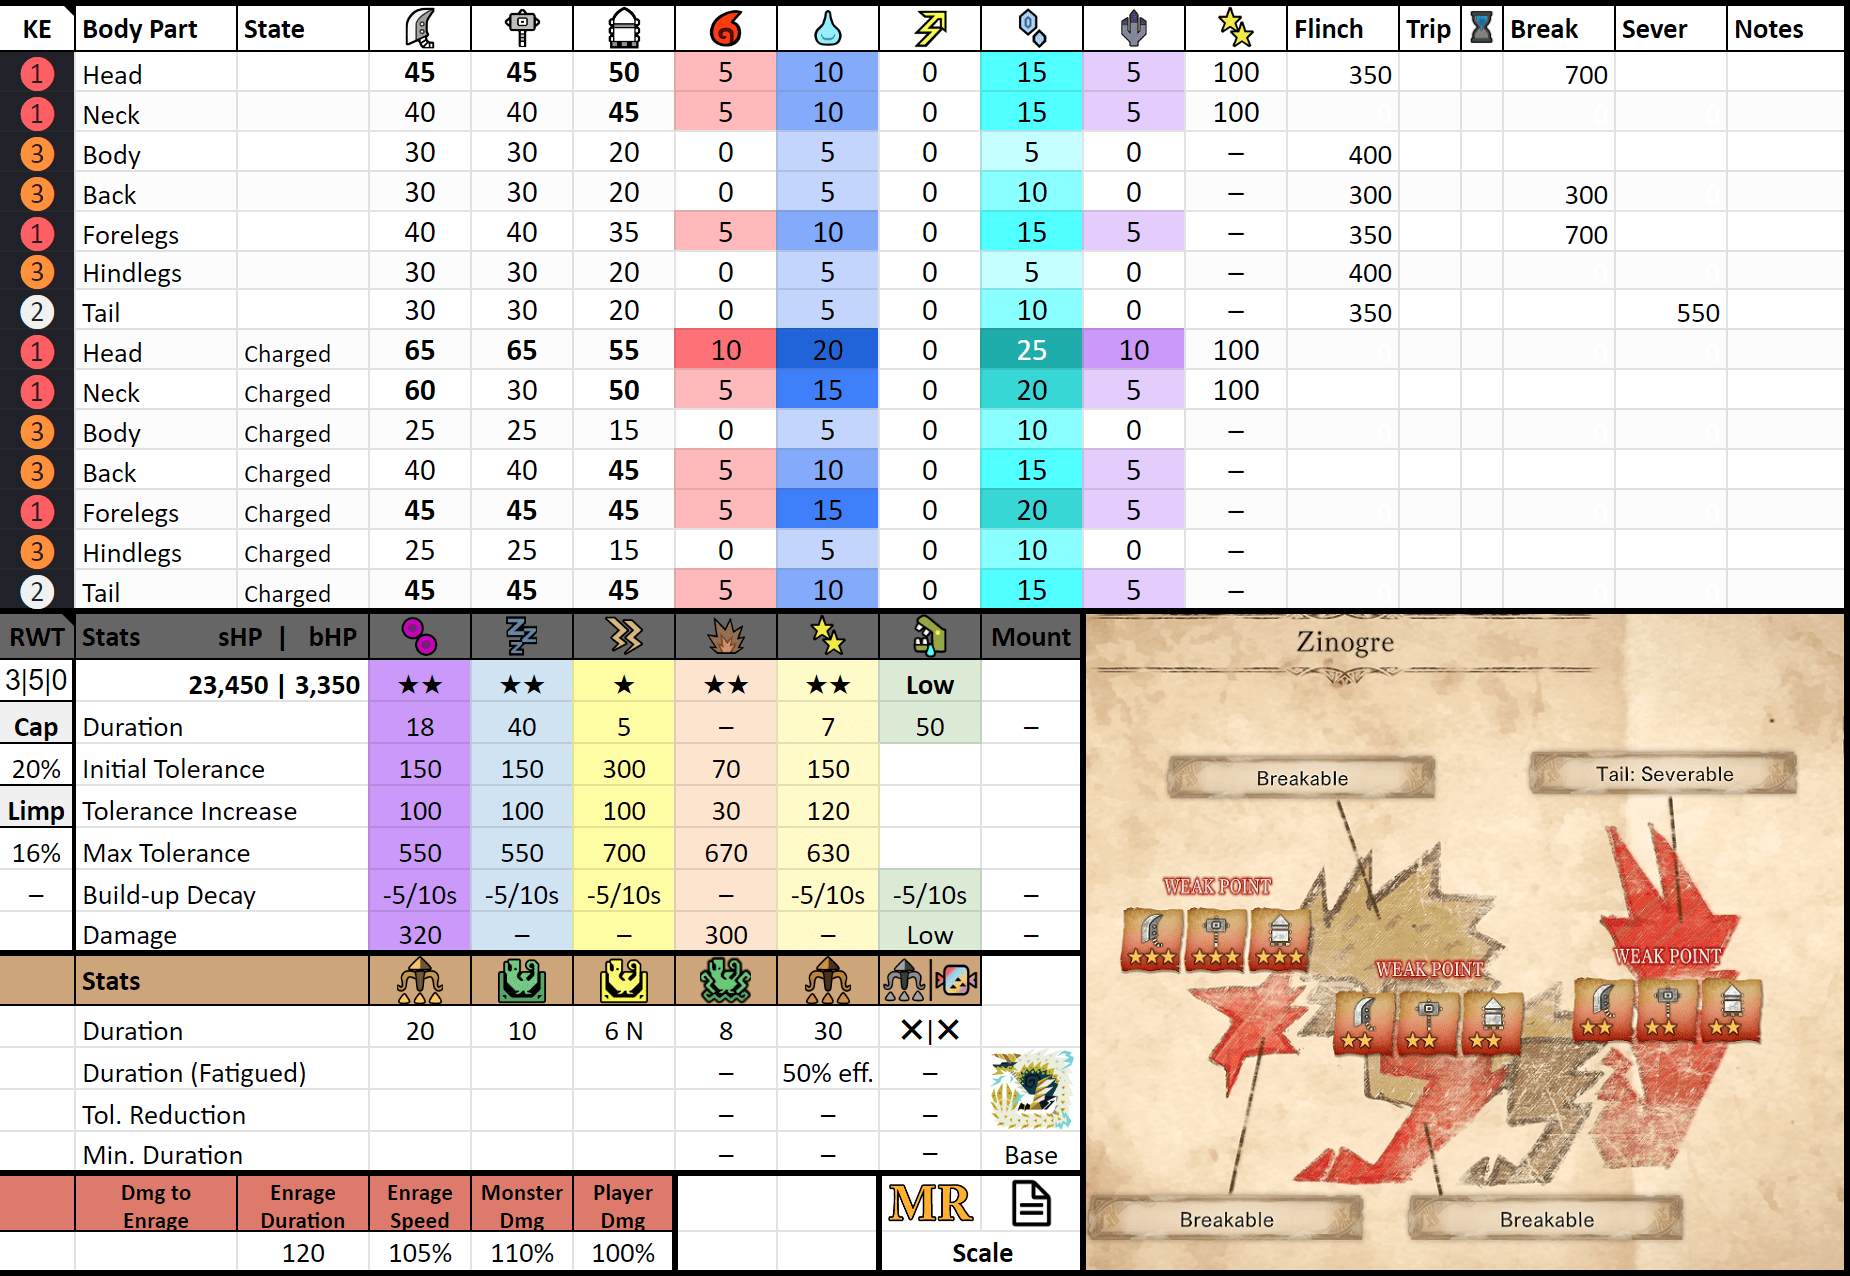 KE Body Part State Flinch Trip Break Sever Notes
1 Head 45 45 50 5 10 0 15 5 100 350 700
1 Neck 40 40 45 5 10 0 15 5 100
3 Body 30 30 20 0 5 0 5 0 – 400
3 Back 30 30 20 0 5 0 10 0 – 300 300
1 Forelegs 40 40 35 5 10 0 15 5 – 350 700
3 Hindlegs 30 30 20 0 5 0 5 0 – 400
2 Tail 30 30 20 0 5 0 10 0 – 350 550
1 Head Charged 65 65 55 10 20 0 25 10 100
1 Neck Charged 60 30 50 5 15 0 20 5 100
3 Body Charged 25 25 15 0 5 0 10 0 –
3 Back Charged 40 40 45 5 10 0 15 5 –
1 Forelegs Charged 45 45 45 5 15 0 20 5 –
3 Hindlegs Charged 25 25 15 0 5 0 10 0 –
2 Tail Charged 45 45 45 5 10 0 15 5 –
RWT Stats sHP | bHP Mount
3|5|0 23,450 | 3,350 ★★ ★★ ★ ★★ ★★ Low
Cap Duration 18 40 5 – 7 50 –
20% Initial Tolerance 150 150 300 70 150
Limp Tolerance Increase 100 100 100 30 120
16% Max Tolerance 550 550 700 670 630
– Build-up Decay -5/10s -5/10s -5/10s – -5/10s -5/10s –
Damage 320 – – 300 – Low –
Stats
Duration 20 10 6 N 8 30 ✕|✕
Duration (Fatigued) – 50% eff. –
Tol. Reduction – – –
Min. Duration – – – Base
Dmg to Enrage Enrage Duration Enrage Speed Monster Dmg Player Dmg MR
120 105% 110% 100% Scale
Zinogre
Breakable
Tail: Severable
WEAK POINT
WEAK POINT
WEAK POINT
Breakable
Breakable